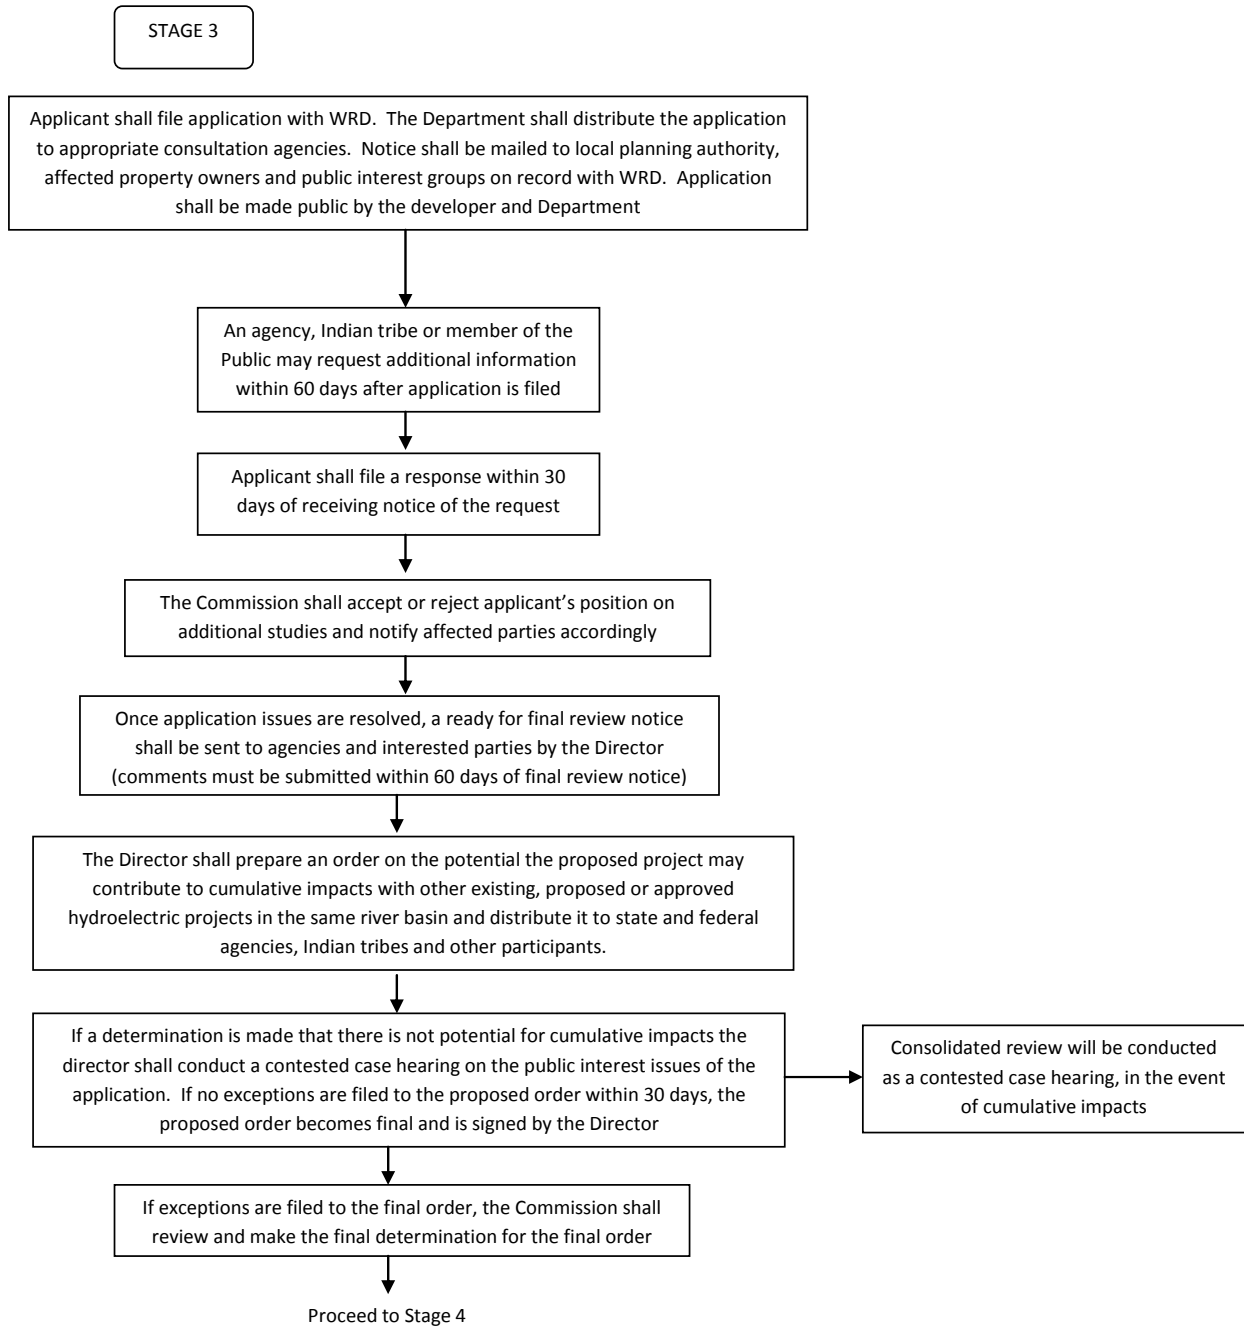 STAGE 3
Applicant shall file application with WRD. The Department shall distribute the application
to appropriate consultation agencies. Notice shall be mailed to local planning authority,
affected property owners and public interest groups on record with WRD. Application
shall be made public by the developer and Department
An agency, Indian tribe or member of the
Public may request additional information
within 60 days after application is filed
Applicant shall file a response within 30
days of receiving notice of the request
The Commission shall accept or reject applicant’s position on
additional studies and notify affected parties accordingly
Once application issues are resolved, a ready for final review notice
shall be sent to agencies and interested parties by the Director
(comments must be submitted within 60 days of final review notice)
The Director shall prepare an order on the potential the proposed project may
contribute to cumulative impacts with other existing, proposed or approved
hydroelectric projects in the same river basin and distribute it to state and federal
agencies, Indian tribes and other participants.
If a determination is made that there is not potential for cumulative impacts the
director shall conduct a contested case hearing on the public interest issues of the
application. If no exceptions are filed to the proposed order within 30 days, the
proposed order becomes final and is signed by the Director
Consolidated review will be conducted
as a contested case hearing, in the event
of cumulative impacts
If exceptions are filed to the final order, the Commission shall
review and make the final determination for the final order
Proceed to Stage 4